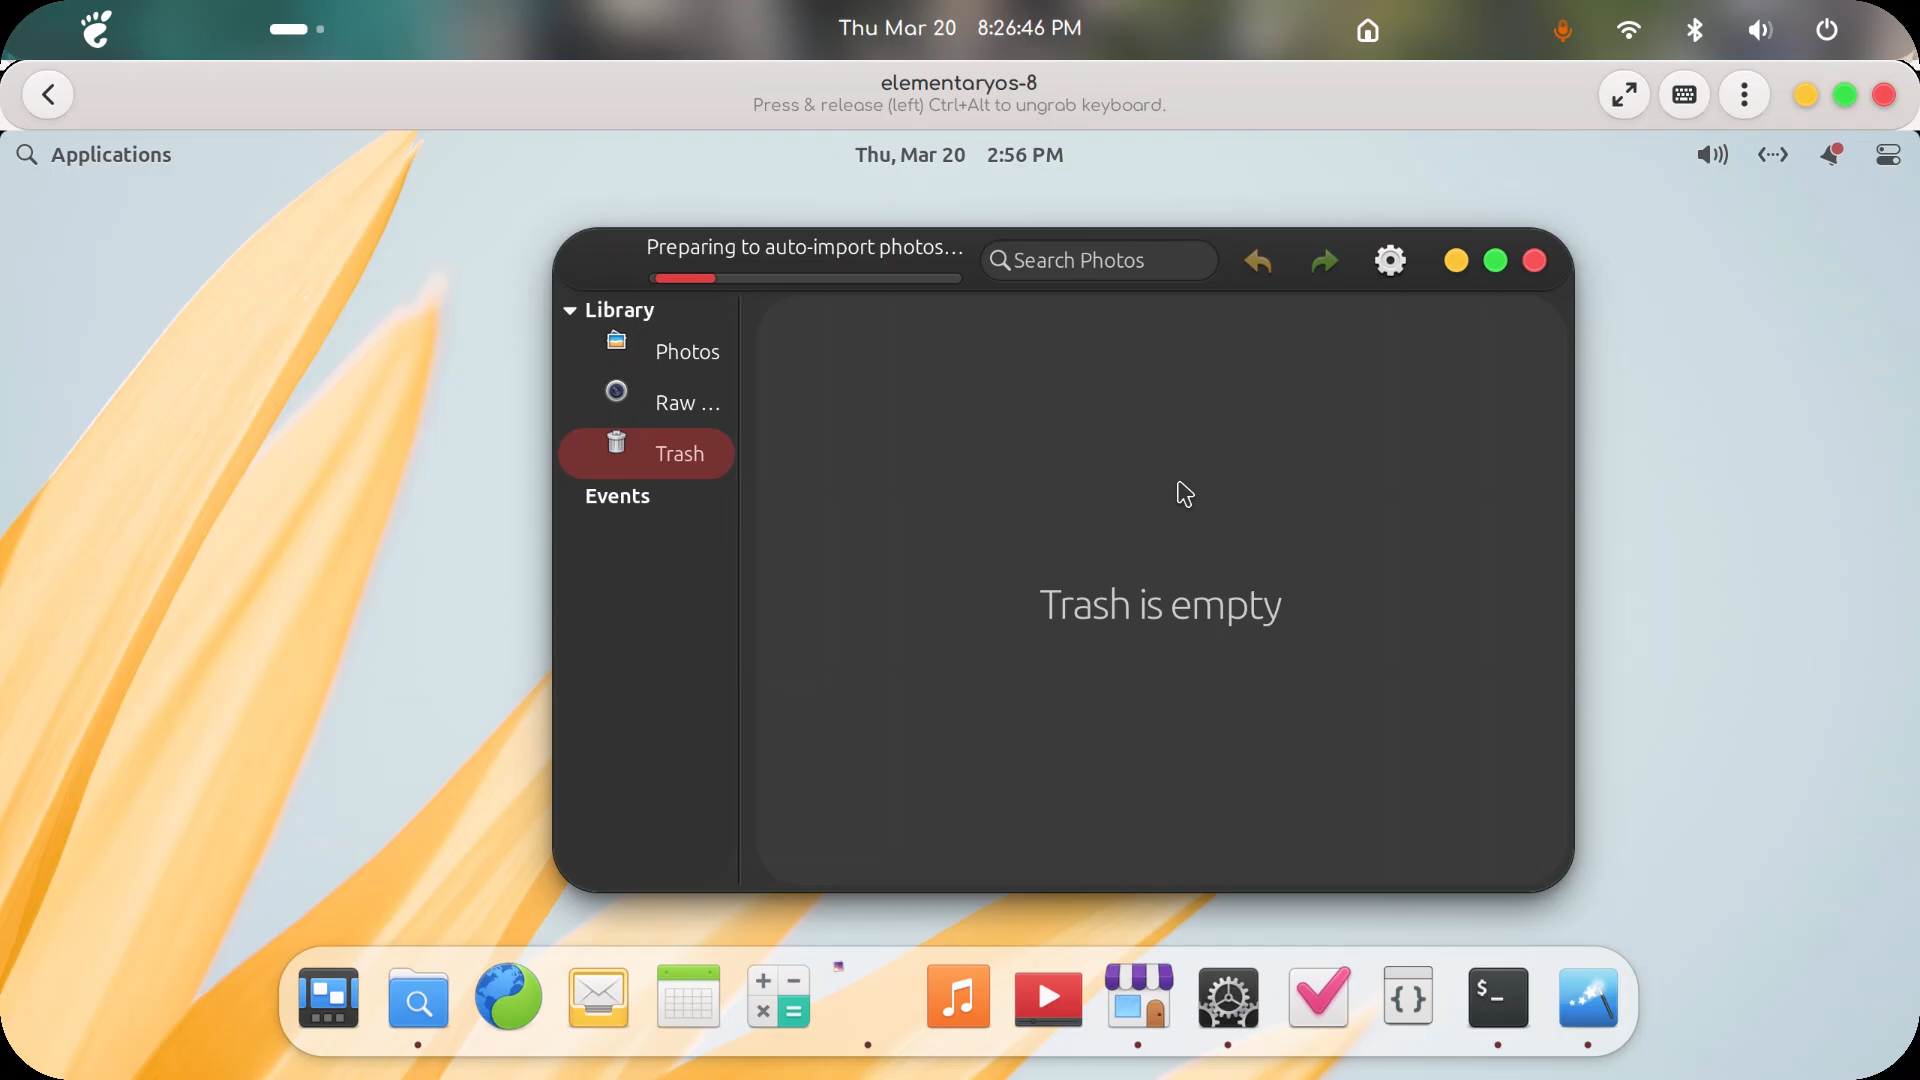 Thu Mar 20 8:26:46 PM
elementaryos-8
Press & release (left) Ctrl+Alt to ungrab keyboard.
Applications
Thu, Mar 20 2:56 PM
Preparing to auto-import photos...
Search Photos
Library
Photos
Raw ...
Trash
Events
Trash is empty